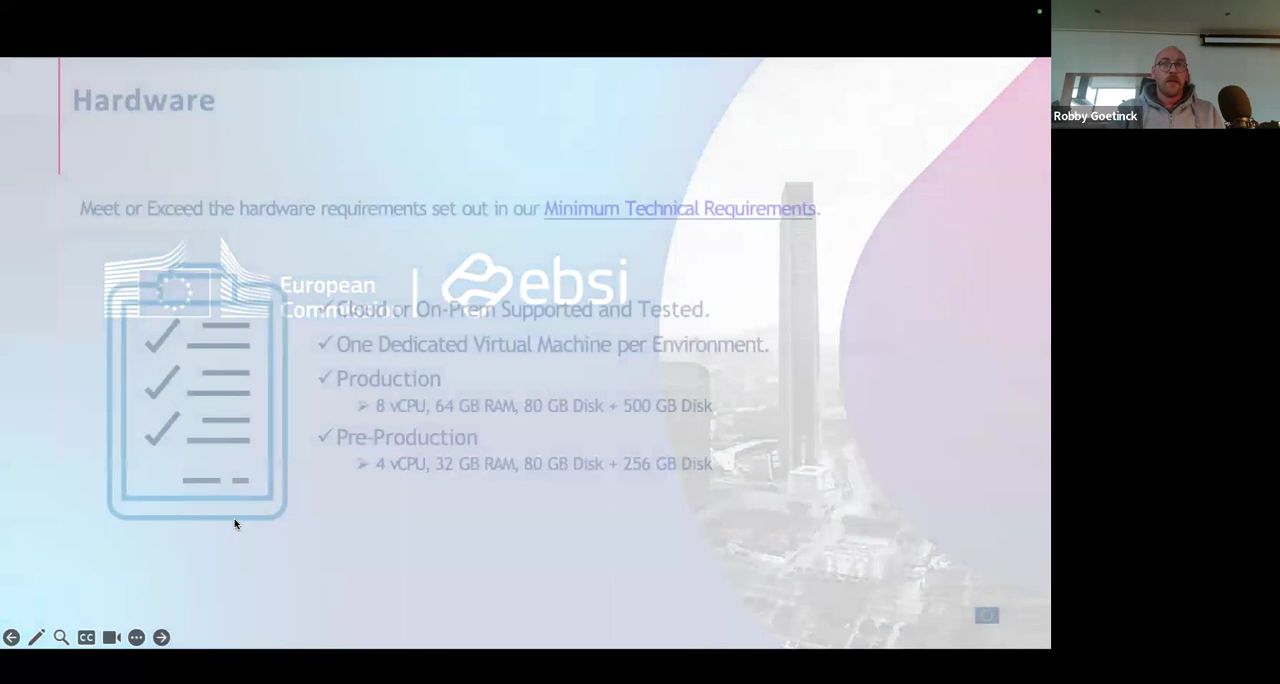 Hardware
Robby Goetinck
Meet or Exceed the hardware requirements set out in our Minimum Technical Requirements.
European
Commission
ebsi
Cloud or On-Prem Supported and Tested.
One Dedicated Virtual Machine per Environment.
Production
8 vCPU, 64 GB RAM, 80 GB Disk + 500 GB Disk
Pre-Production
4 vCPU, 32 GB RAM, 80 GB Disk + 256 GB Disk
CC